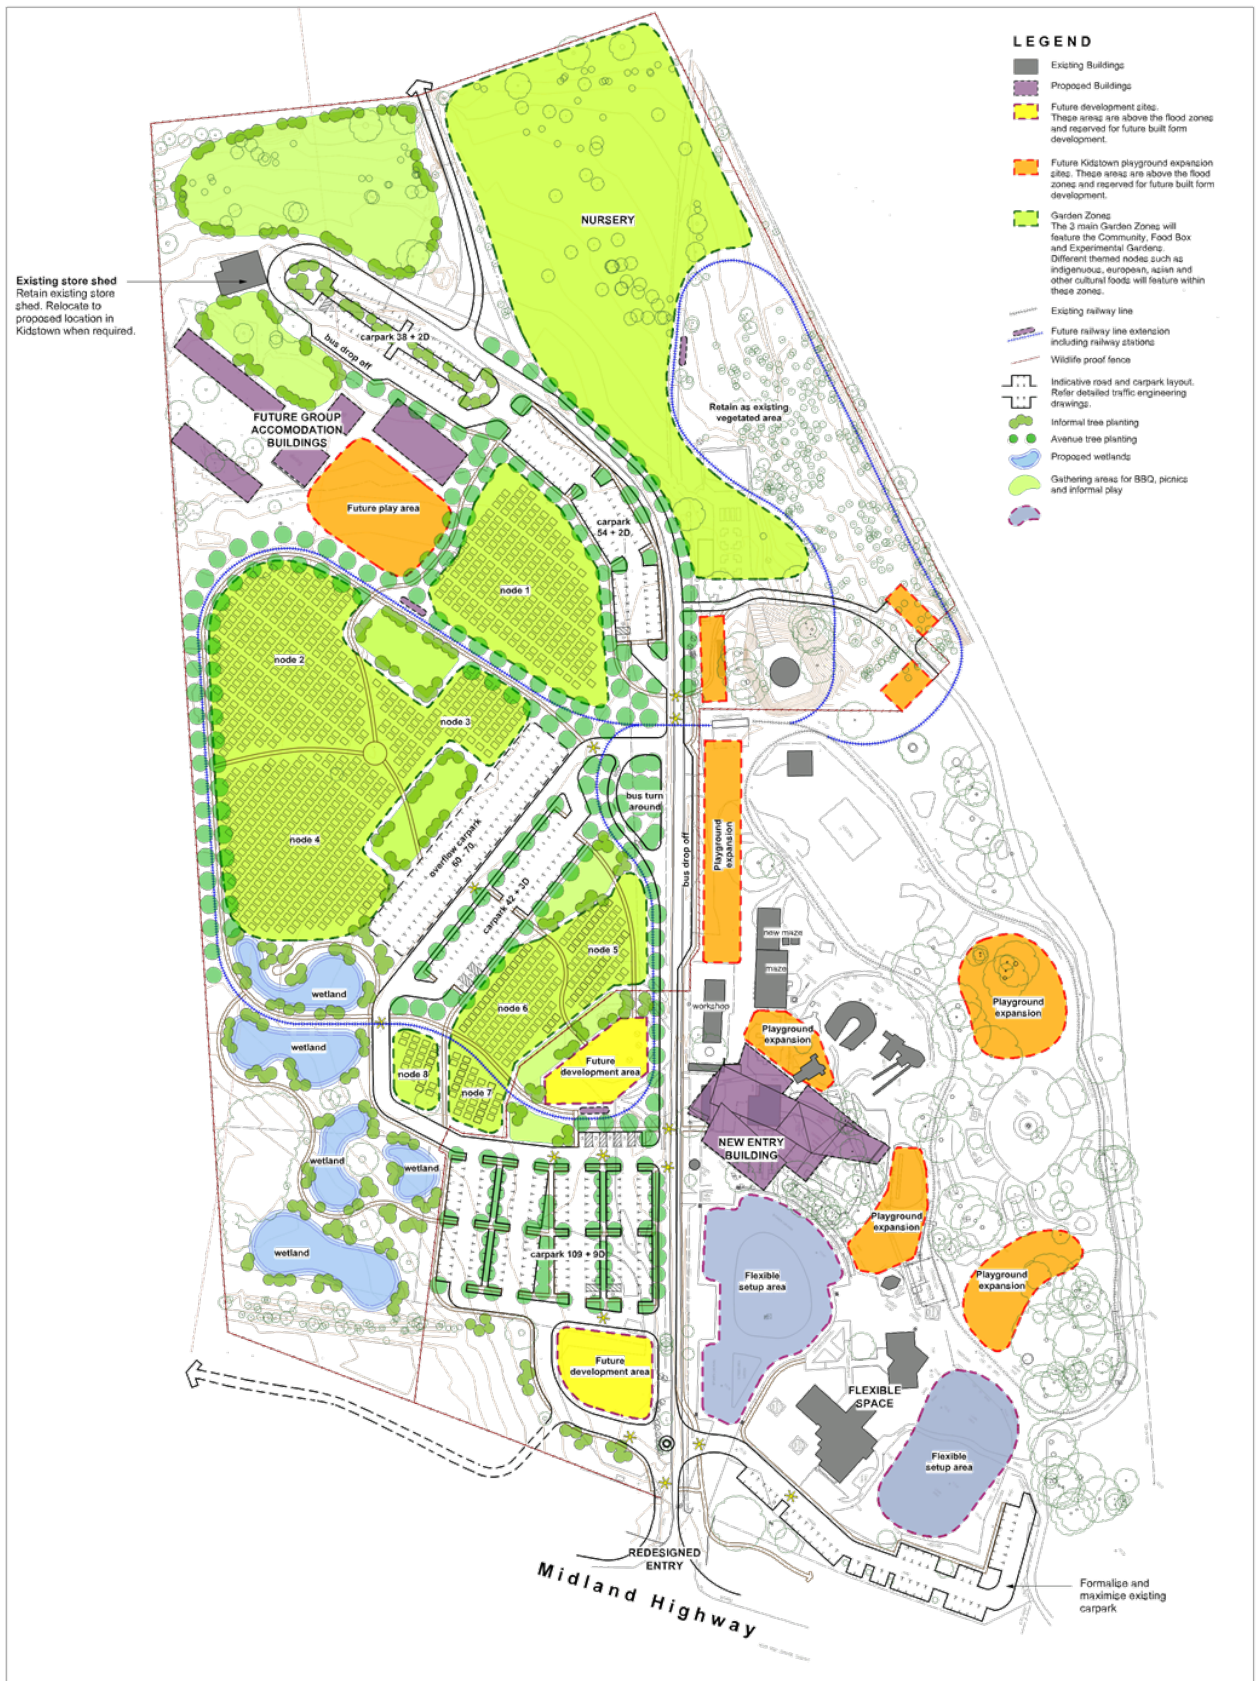 LEGEND
Existing Buildings
Proposed Buildings
Future development sites.
These areas are above the flood zones
and reserved for future built form
development.
Future Kidstown playground expansion
sites. These areas are above the flood
zones and reserved for future built form
development.
Garden Zones
The 3 main Garden Zones will
feature the Community, Food Box
and Experimental Gardens.
Different themed nodes such as
indigenuous, european, asian and
other cultural foods will feature within
these zones.
Existing railway line
Future railway line extension
including railway stations
Wildlife proof fence
Indicative road and carpark layout.
Refer detailed traffic engineering
drawings.
Informal tree planting
Avenue tree planting
Proposed wetlands
Gathering areas for BBQ, picnics
and informal play
NURSERY
Existing store shed
Retain existing store
shed. Relocate to
proposed location in
Kidstown when required.
carpark 38 + 2D
bus drop off
FUTURE GROUP
ACCOMODATION
BUILDINGS
Retain as existing
vegetated area
Future play area
carpark
54 + 2D
node 1
node 2
node 3
node 4
overflow carpark
60 - 70
carpark 42 + 3D
bus turn
around
bus drop off
Playground
expansion
node 5
node 6
node 7
node 8
new maze
maze
workshop
Playground
expansion
Playground
expansion
wetland
wetland
wetland
wetland
wetland
Future
development area
NEW ENTRY
BUILDING
Playground
expansion
Playground
expansion
carpark 109 + 9D
Flexible
setup area
Future
development area
FLEXIBLE
SPACE
Flexible
setup area
REDESIGNED
ENTRY
Midland Highway
Formalise and
maximise existing
carpark